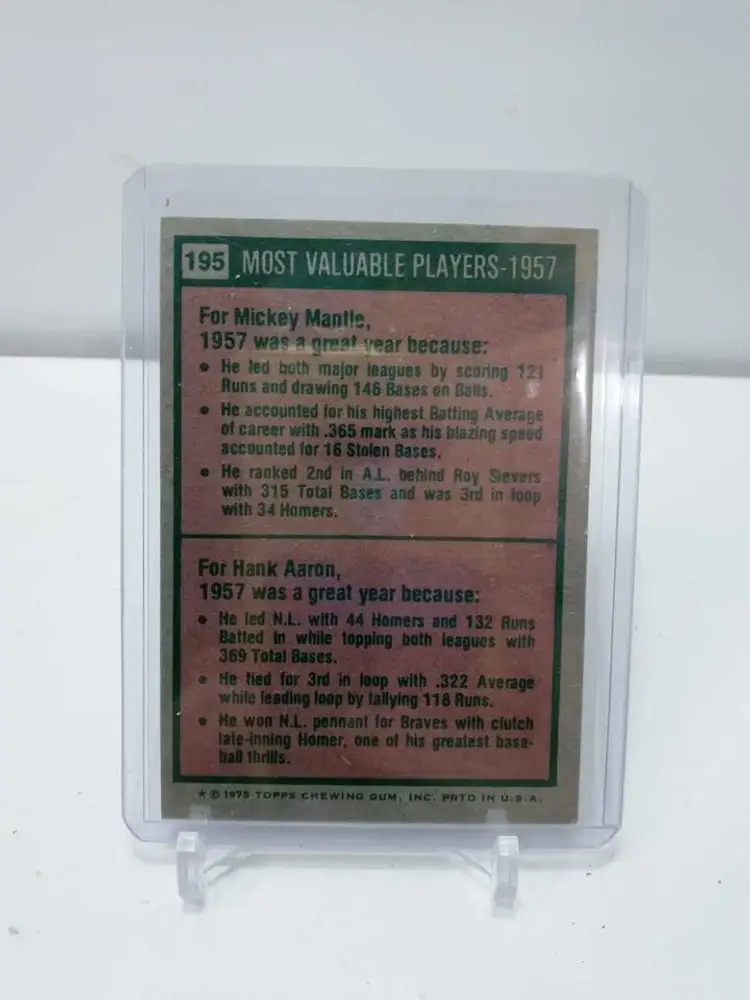 195 MOST VALUABLE PLAYERS-1957
For Mickey Mantle,
1957 was a great year because:
• He led both major leagues by scoring 121
Runs and drawing 146 Bases on Balls.
• He accounted for his highest Batting Average
of career with .365 mark as his blazing speed
accounted for 16 Stolen Bases.
• He ranked 2nd in A.L. behind Roy Sievers
with 315 Total Bases and was 3rd in loop
with 34 Homers.
For Hank Aaron,
1957 was a great year because:
• He led N.L. with 44 Homers and 132 Runs
Batted In while topping both leagues with
369 Total Bases.
• He tied for 3rd in loop with .322 Average
while leading loop by tallying 118 Runs.
• He won N.L. pennant for Braves with clutch
late-inning Homer, one of his greatest base-
ball thrills.
★ © 1975 TOPPS CHEWING GUM, INC. PRTD IN U.S.A.